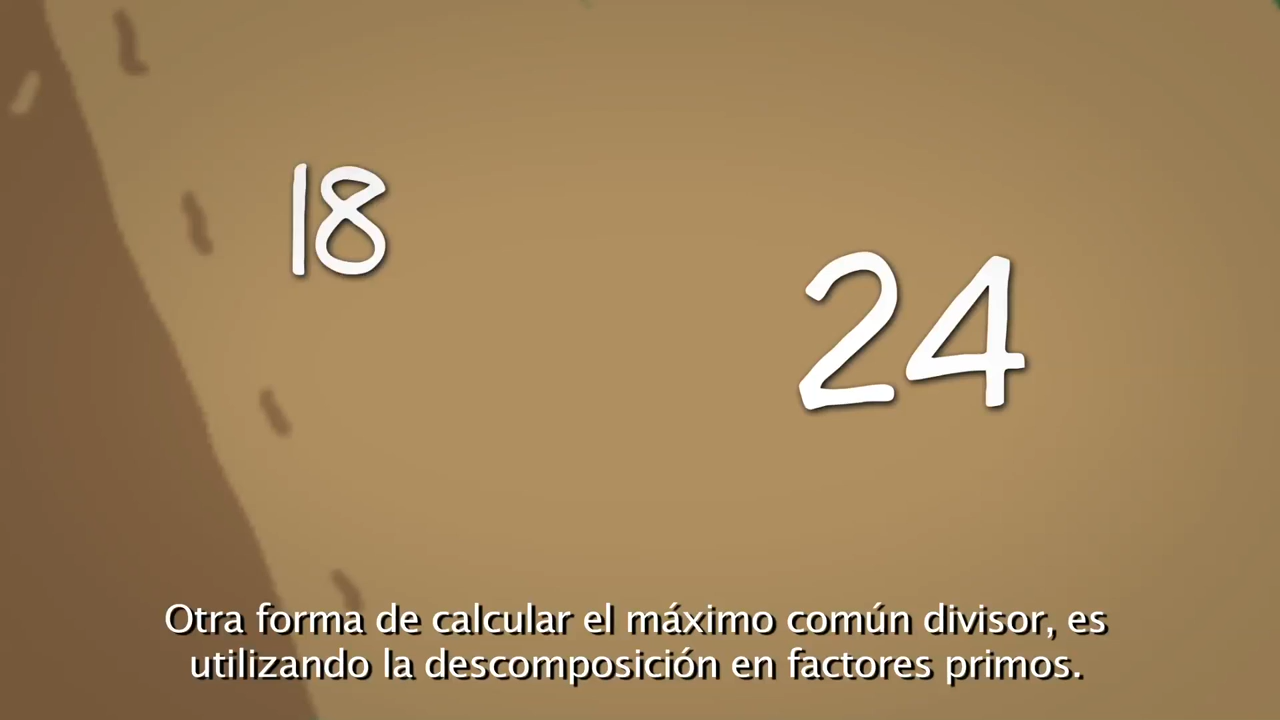 18
24
Otra forma de calcular el máximo común divisor, es
utilizando la descomposición en factores primos.